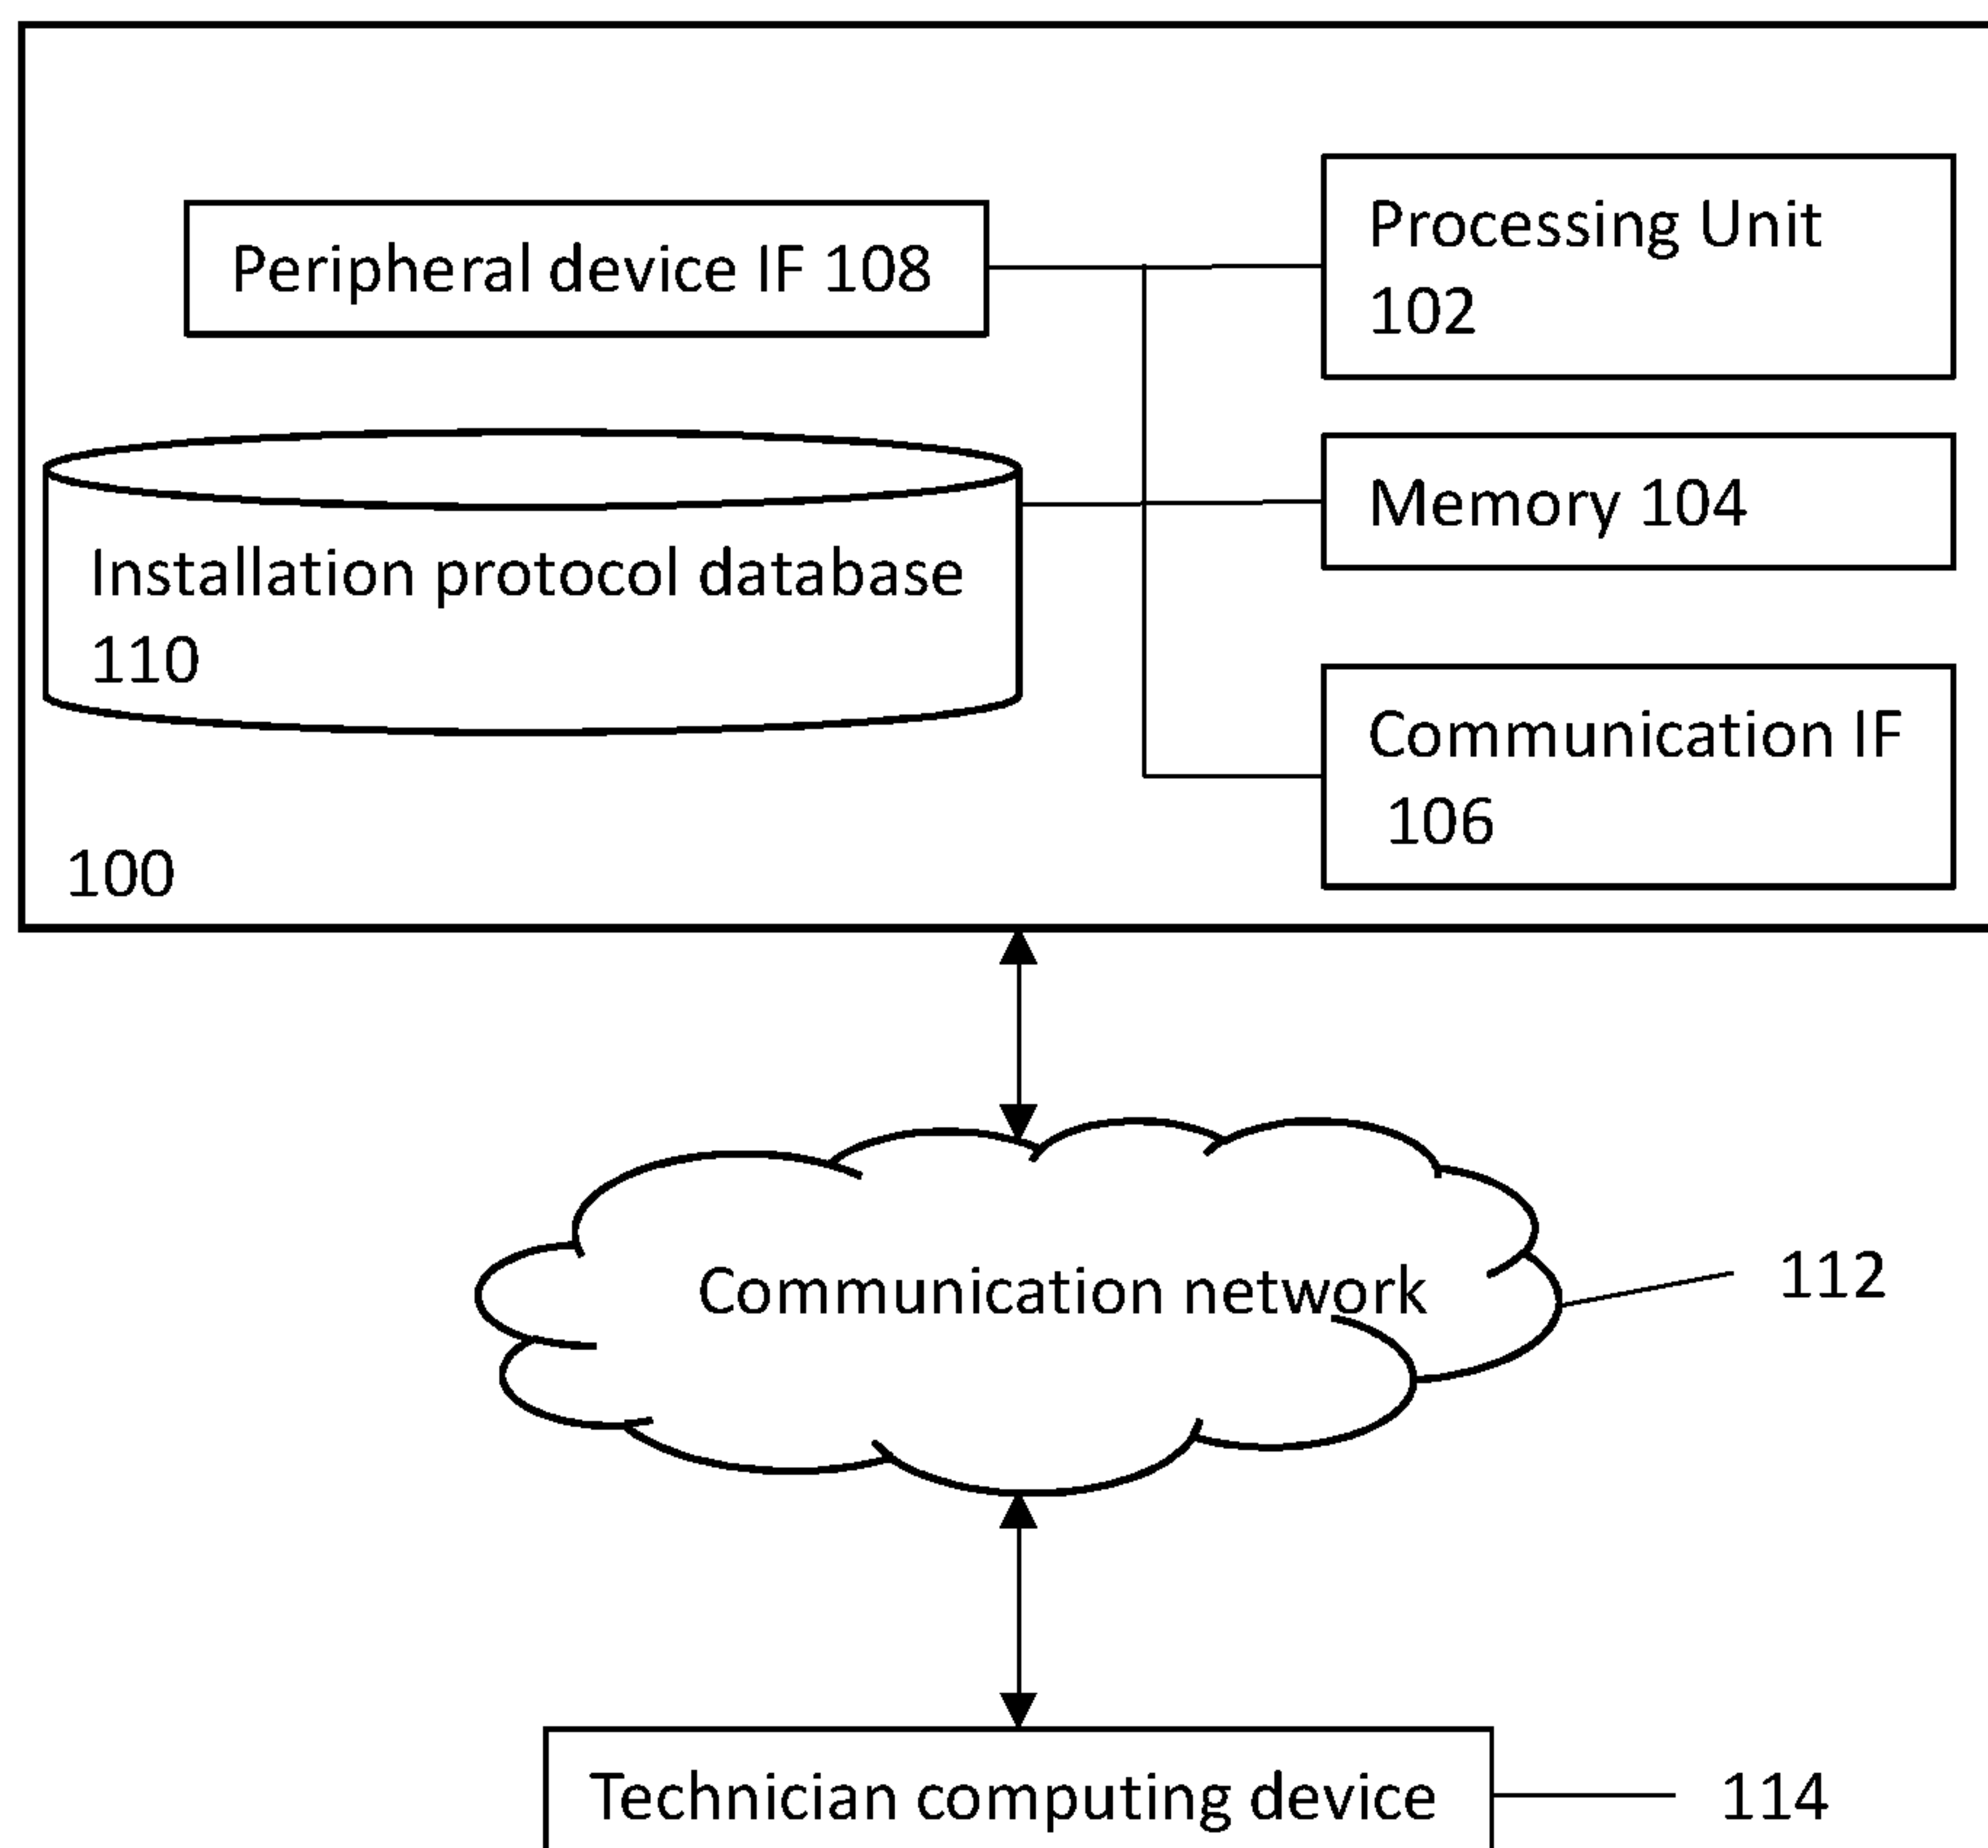 Peripheral device IF 108
Processing Unit
102
Installation protocol database
110
Memory 104
Communication IF
106
100
Communication network
112
Technician computing device
114